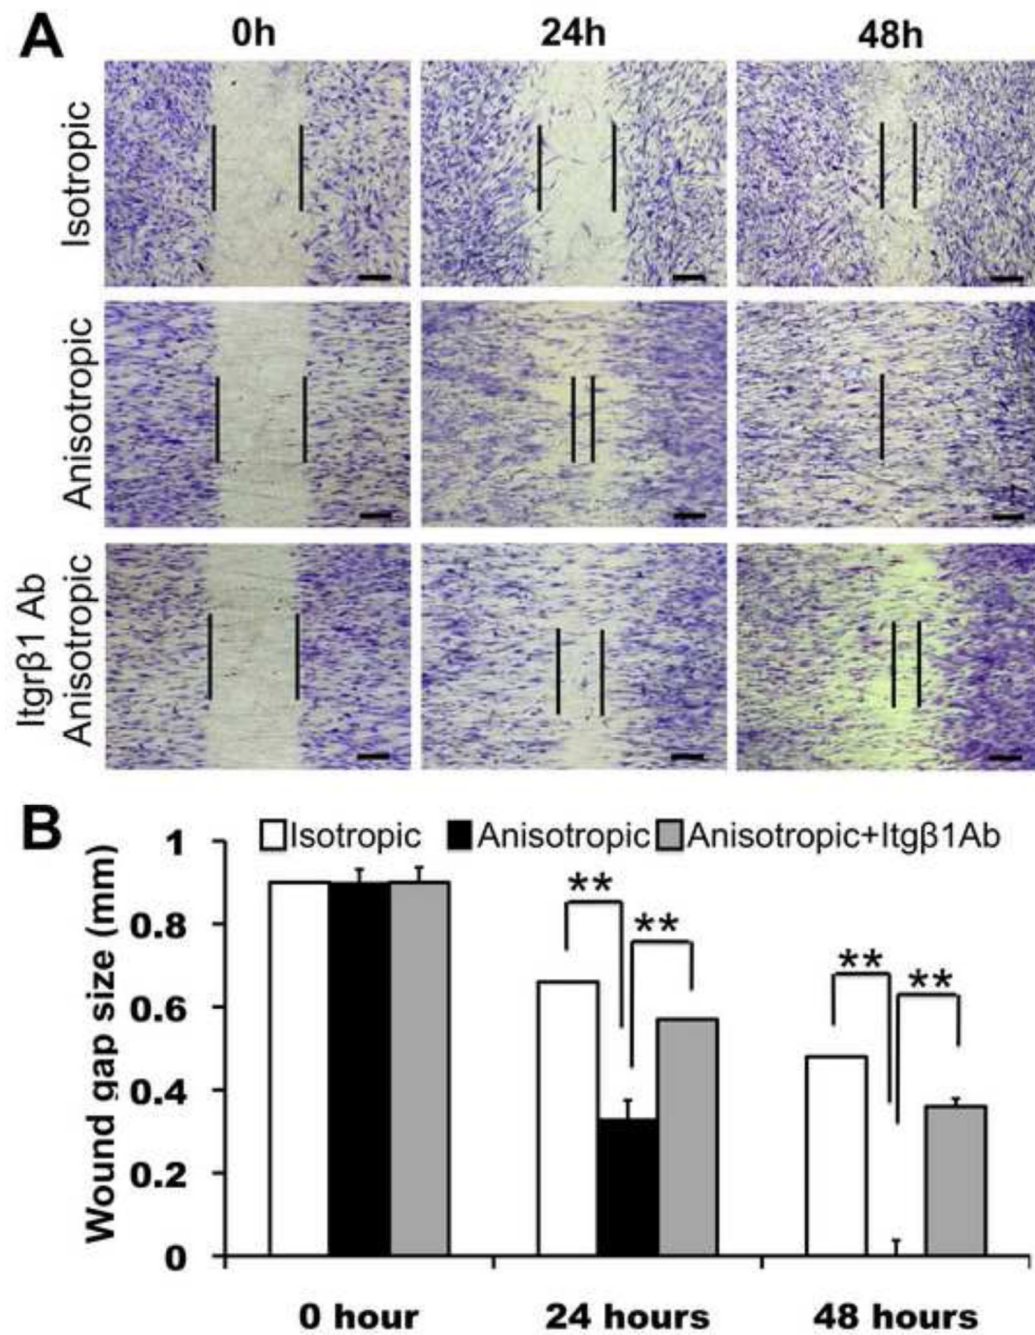 A
0h 24h 48h
Isotropic
Anisotropic
Itgrβ1 Ab
Anisotropic
B
Isotropic Anisotropic Anisotropic+Itgβ1Ab
Wound gap size (mm)
1
0.8
0.6
0.4
0.2
0
** **
** **
0 hour 24 hours 48 hours